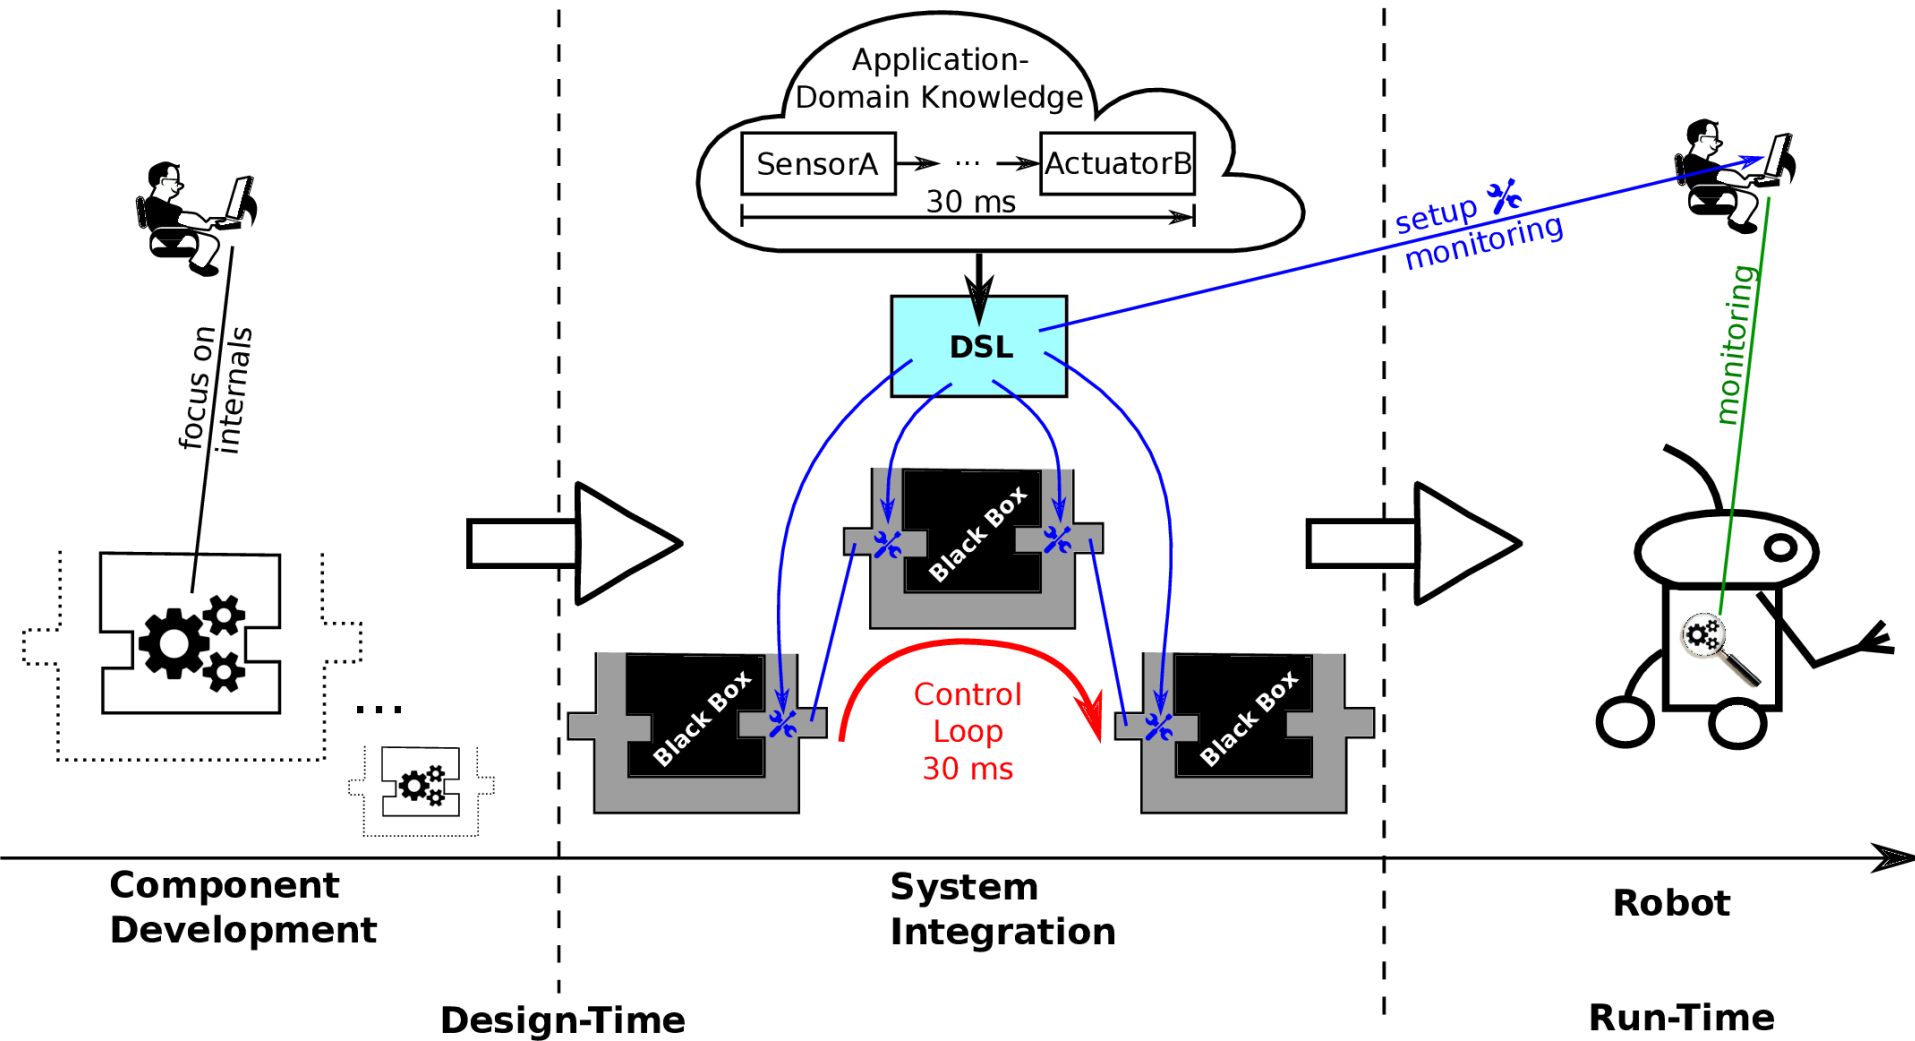 Application-
Domain Knowledge
SensorA
...
ActuatorB
30 ms
setup
monitoring
focus on
internals
DSL
monitoring
Black Box
Black Box
Black Box
Control
Loop
30 ms
...
Component
Development
System
Integration
Robot
Design-Time
Run-Time